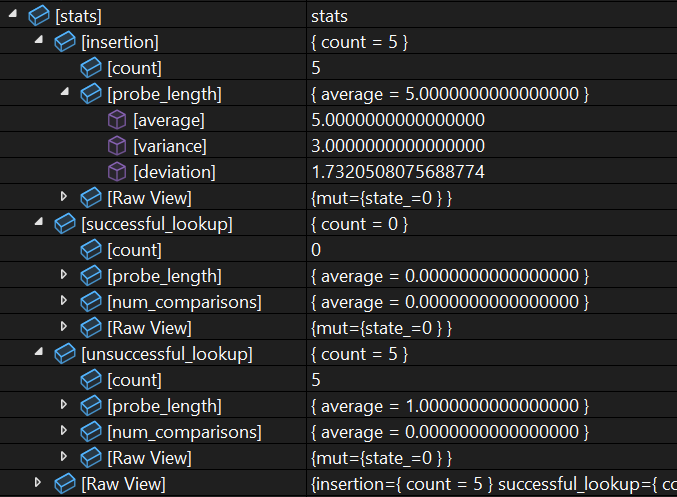 [stats] stats
[insertion] { count = 5 }
[count] 5
[probe_length] { average = 5.0000000000000000 }
[average] 5.0000000000000000
[variance] 3.0000000000000000
[deviation] 1.7320508075688774
[Raw View] {mut={state_=0 } }
[successful_lookup] { count = 0 }
[count] 0
[probe_length] { average = 0.0000000000000000 }
[num_comparisons] { average = 0.0000000000000000 }
[Raw View] {mut={state_=0 } }
[unsuccessful_lookup] { count = 5 }
[count] 5
[probe_length] { average = 1.0000000000000000 }
[num_comparisons] { average = 0.0000000000000000 }
[Raw View] {mut={state_=0 } }
[Raw View] {insertion={ count = 5 } successful_lookup={ co